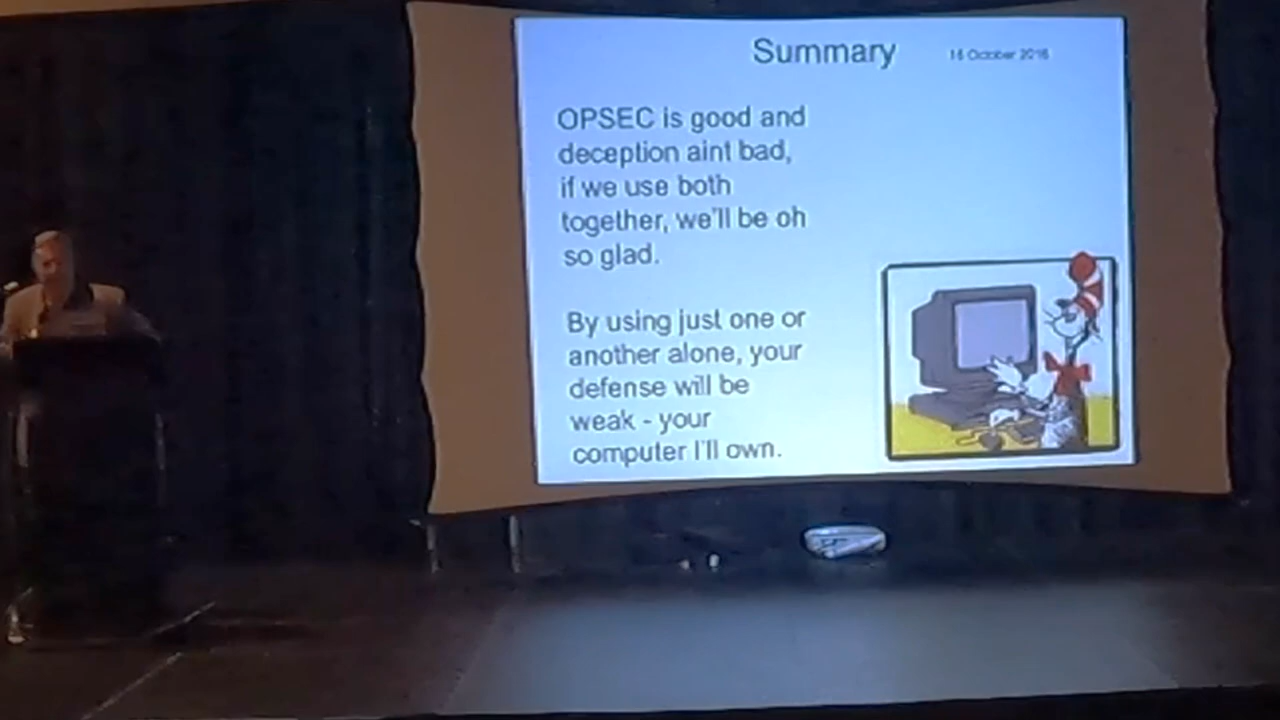 Summary
OPSEC is good and
deception aint bad,
if we use both
together, we'll be oh
so glad.
By using just one or
another alone, your
defense will be
weak - your
computer I'll own.